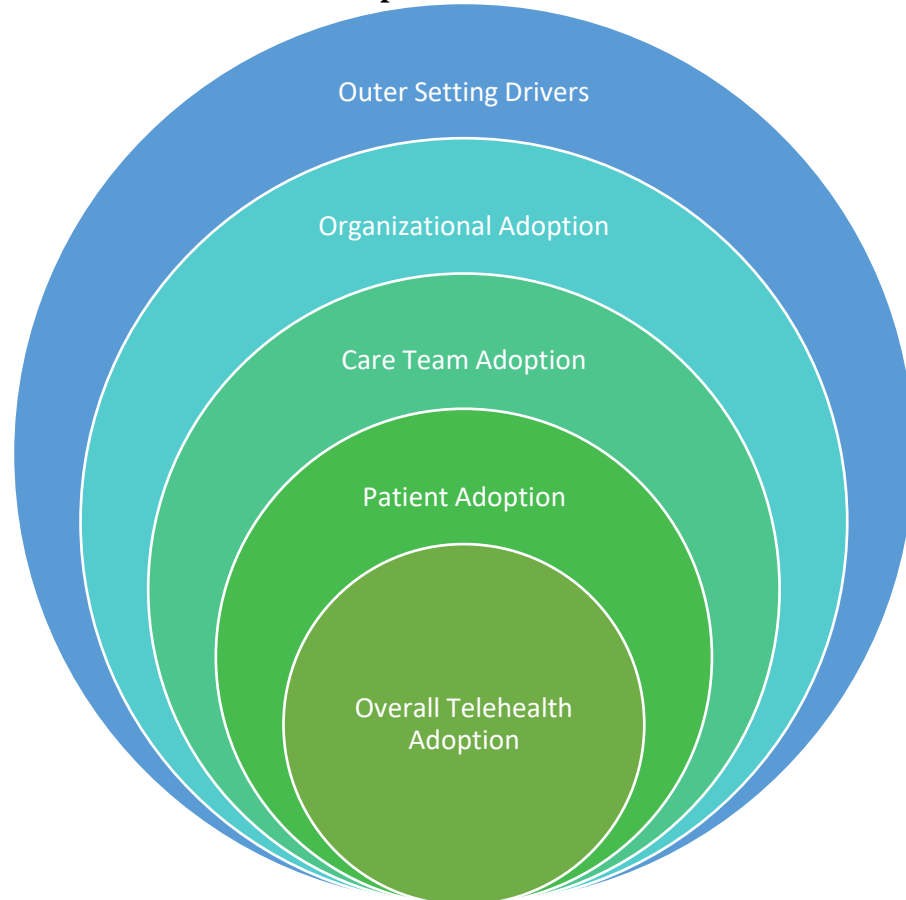 Outer Setting Drivers
Organizational Adoption
Care Team Adoption
Patient Adoption
Overall Telehealth
Adoption